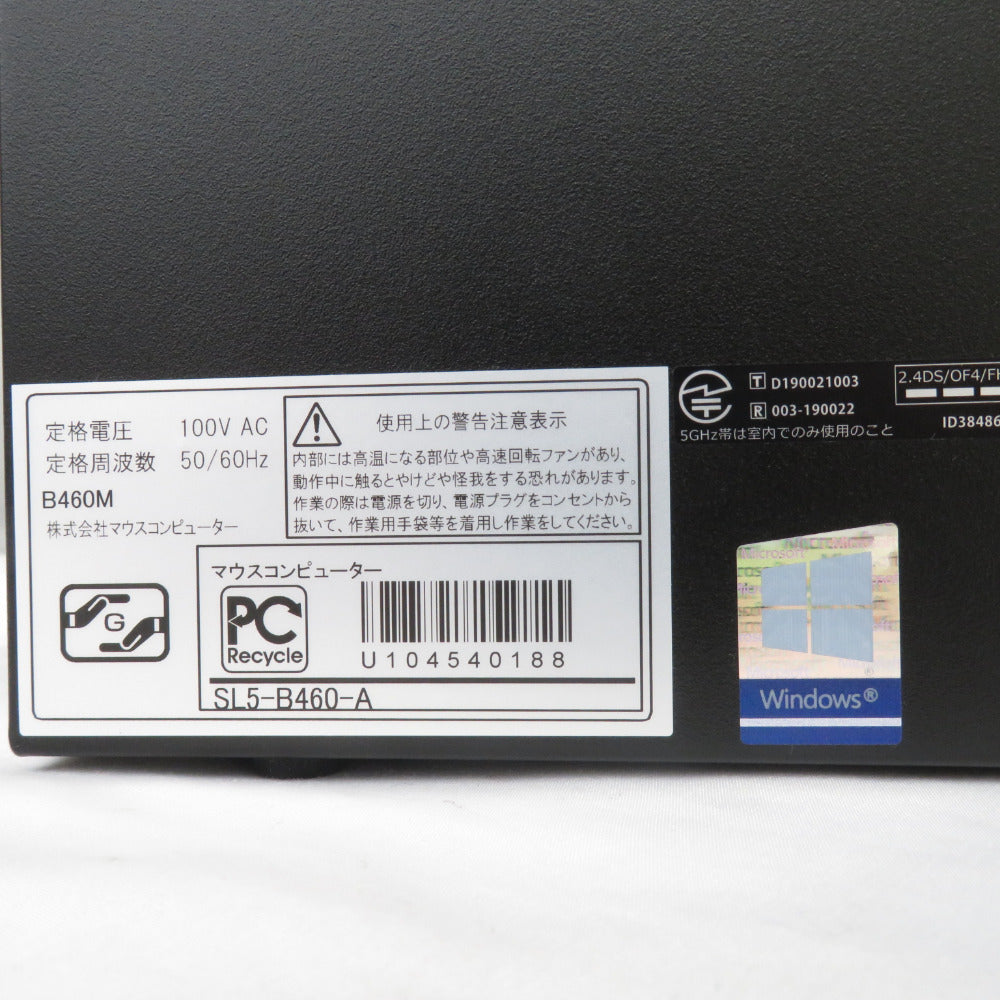 定格電圧 100V AC
定格周波数 50/60Hz
B460M
株式会社マウスコンピューター
使用上の警告注意表示
内部には高温になる部位や高速回転ファンがあり、
動作中に触るとやけどや怪我をする恐れがあります。
作業の際は電源を切り、電源プラグをコンセントから
抜いて、作業用手袋等を着用し作業をしてください。
G
マウスコンピューター
PC
Recycle
U104540188
SL5-B460-A
T D190021003
R 003-190022
5GHz帯は室内でのみ使用のこと
2.4DS/OF4/FH
ID38486
Microsoft
Windows®